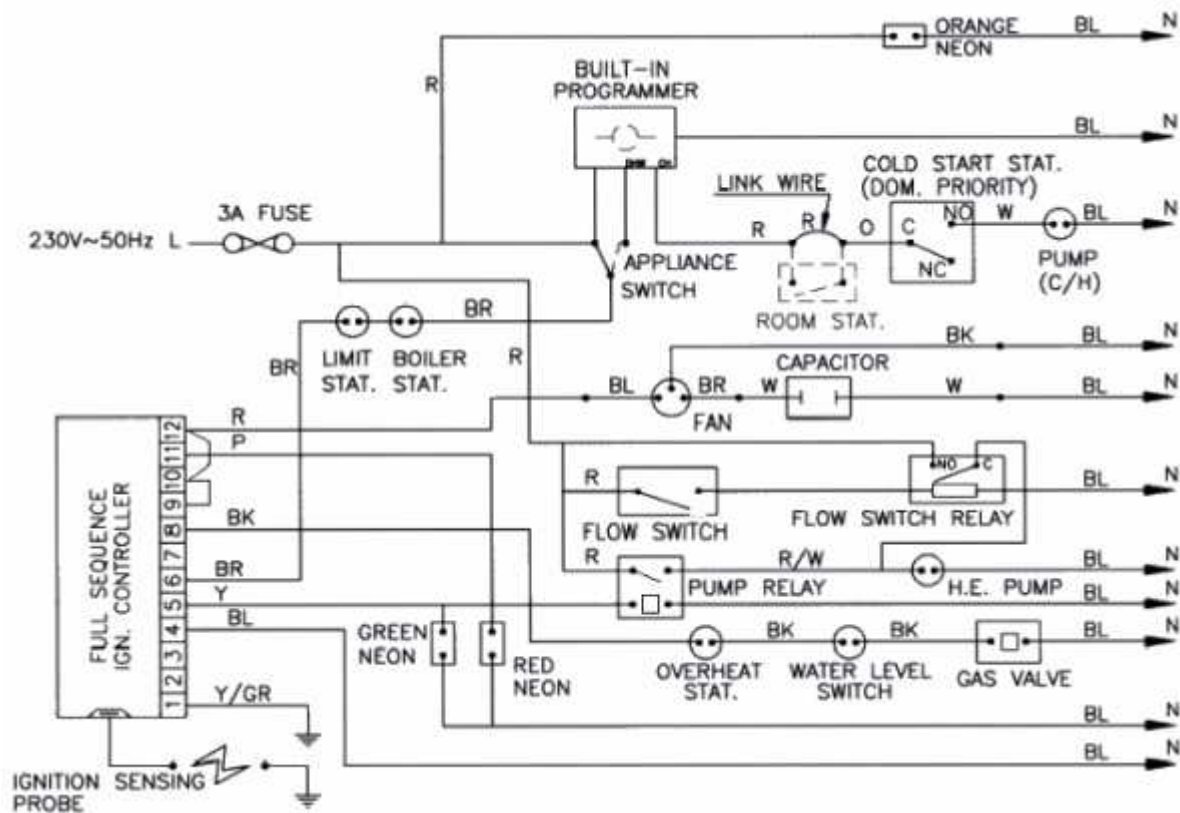 ORANGE
NEON
BL
N
R
BUILT-IN
PROGRAMMER
DHW CH
BL
N
COLD START STAT.
(DOM. PRIORITY)
LINK WIRE
3A FUSE
230V~50Hz L
R
R
O
C
NO
W
NC
BL
N
PUMP
(C/H)
APPLIANCE
SWITCH
ROOM STAT.
BR
LIMIT
STAT.
BOILER
STAT.
BR
R
BK
BL
N
CAPACITOR
BL
BR
W
W
BL
N
FAN
R
P
12
11
10
9
8
7
6
5
4
3
2
1
FULL SEQUENCE
IGN. CONTROLLER
NO
C
R
BL
N
FLOW SWITCH
FLOW SWITCH RELAY
BK
R
R/W
BL
N
BR
PUMP RELAY
H.E. PUMP
Y
BL
N
BL
GREEN
NEON
RED
NEON
BK
BK
BL
N
OVERHEAT
STAT.
WATER LEVEL
SWITCH
GAS VALVE
Y/GR
BL
N
BL
N
IGNITION SENSING
PROBE